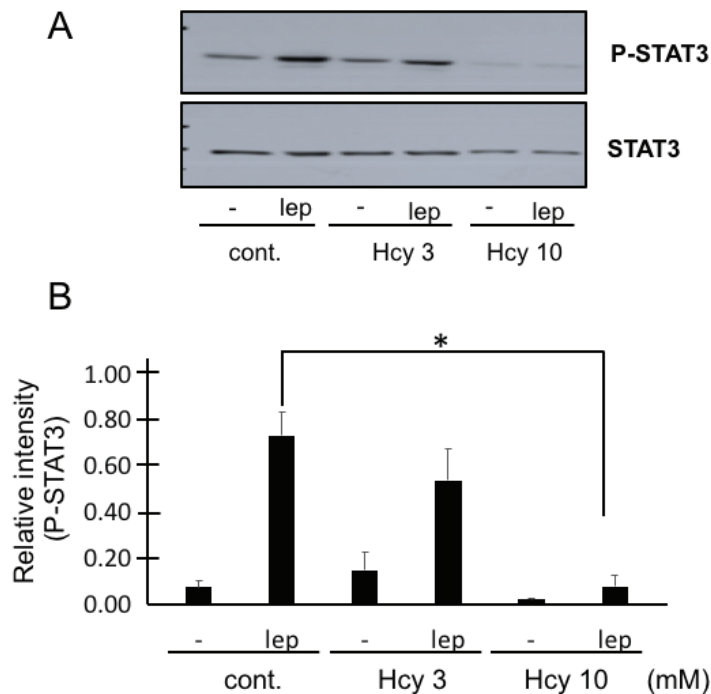 A
P-STAT3
STAT3
- lep - lep - lep
cont. Hcy 3 Hcy 10
B
*
Relative intensity
(P-STAT3)
1.00
0.80
0.60
0.40
0.20
0.00
- lep - lep - lep
cont. Hcy 3 Hcy 10 (mM)